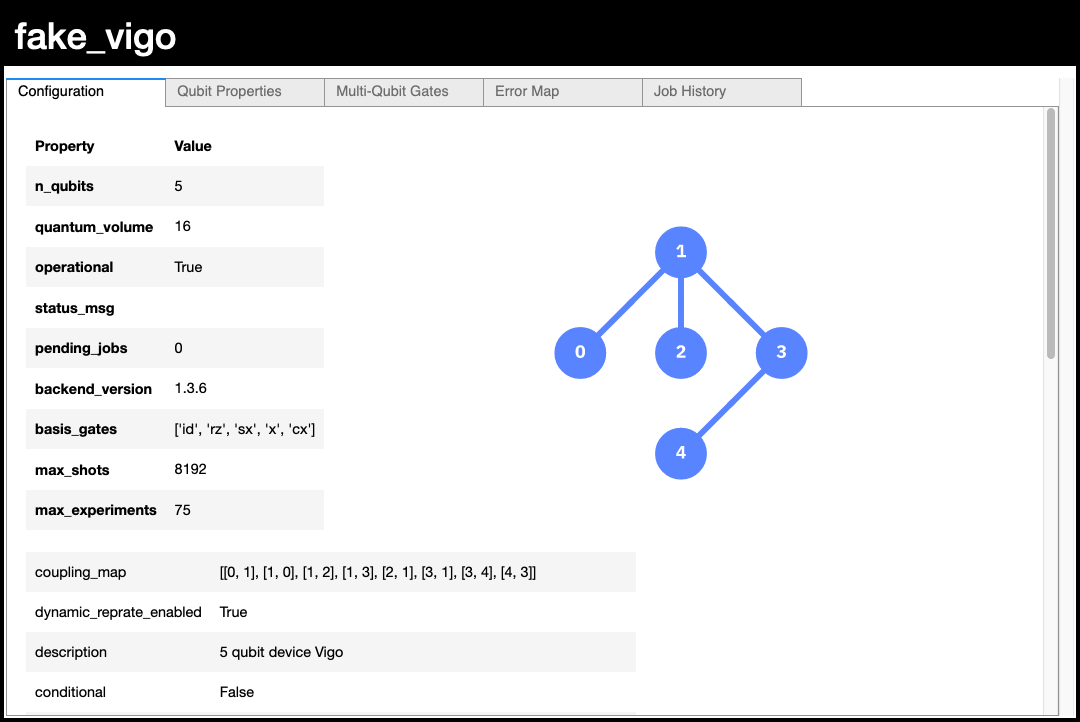 fake_vigo
Configuration Qubit Properties Multi-Qubit Gates Error Map Job History
Property Value
n_qubits 5
quantum_volume 16
operational True
status_msg
pending_jobs 0
backend_version 1.3.6
basis_gates ['id', 'rz', 'sx', 'x', 'cx']
max_shots 8192
max_experiments 75
1
0 2 3
4
coupling_map [[0, 1], [1, 0], [1, 2], [1, 3], [2, 1], [3, 1], [3, 4], [4, 3]]
dynamic_reprate_enabled True
description 5 qubit device Vigo
conditional False